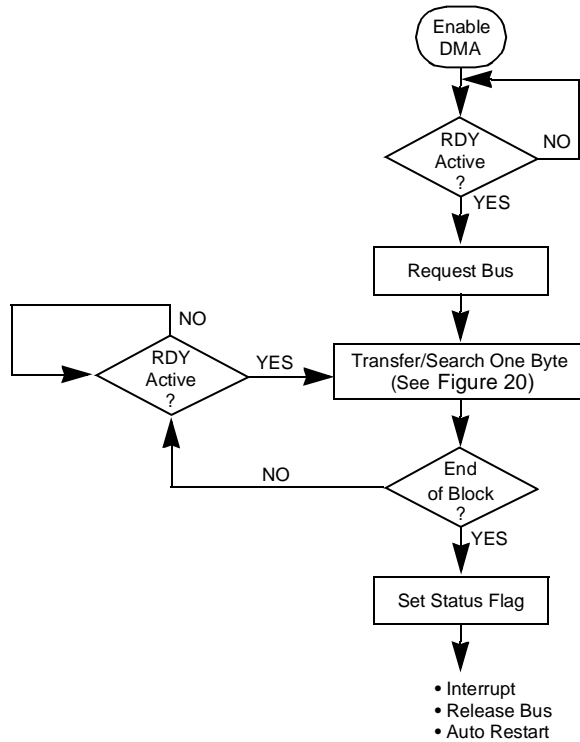 Enable
DMA
RDY
Active
?
NO
YES
Request Bus
NO
RDY
Active
?
YES
Transfer/Search One Byte
(See Figure 20)
End
of Block
?
NO
YES
Set Status Flag
• Interrupt
• Release Bus
• Auto Restart